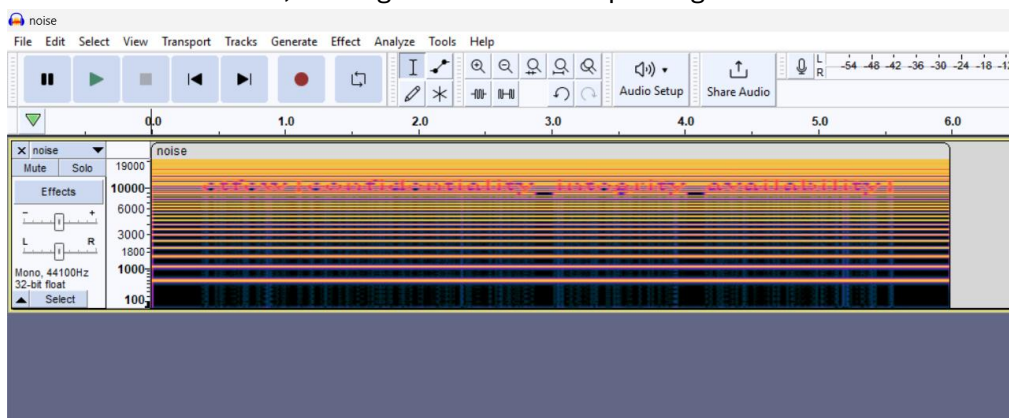 noise
File Edit Select View Transport Tracks Generate Effect Analyze Tools Help
L R -54 -48 -42 -36 -30 -24 -18
Audio Setup Share Audio
0.0 1.0 2.0 3.0 4.0 5.0 6.0
noise noise
Mute Solo 19000
Effects 10000
6000
- +
3000
L R 1800
Mono, 44100Hz 1000
32-bit float
Select 100
confidentiality_integrity_availability